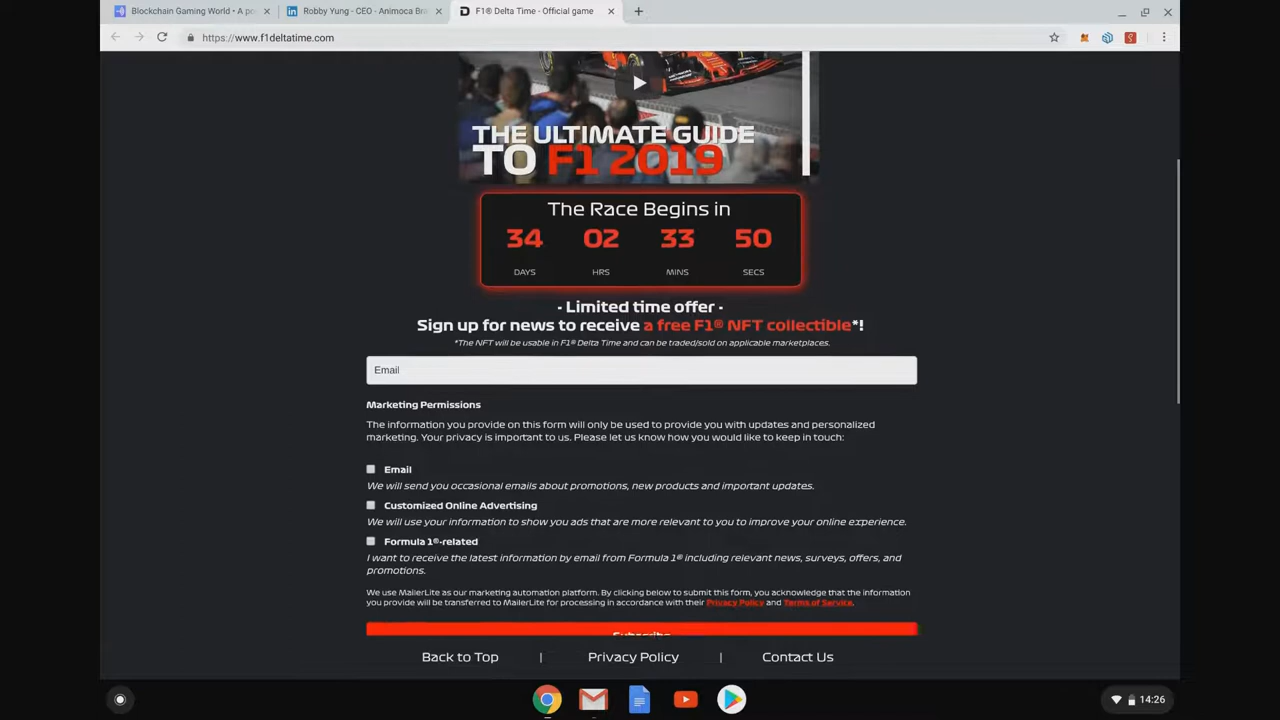 Blockchain Gaming World • A po
Robby Yung - CEO - Animoca Bra
F1® Delta Time - Official game
https://www.f1deltatime.com
THE ULTIMATE GUIDE
TO F1 2019
The Race Begins in
34 02 33 50
DAYS HRS MINS SECS
- Limited time offer -
Sign up for news to receive a free F1® NFT collectible*!
*The NFT will be usable in F1® Delta Time and can be traded/sold on applicable marketplaces.
Email
Marketing Permissions
The information you provide on this form will only be used to provide you with updates and personalized
marketing. Your privacy is important to us. Please let us know how you would like to keep in touch:
Email
We will send you occasional emails about promotions, new products and important updates.
Customized Online Advertising
We will use your information to show you ads that are more relevant to you to improve your online experience.
Formula 1®-related
I want to receive the latest information by email from Formula 1® including relevant news, surveys, offers, and
promotions.
We use MailerLite as our marketing automation platform. By clicking below to submit this form, you acknowledge that the information
you provide will be transferred to MailerLite for processing in accordance with their Privacy Policy and Terms of Service.
Subscribe
Back to Top | Privacy Policy | Contact Us
14:26